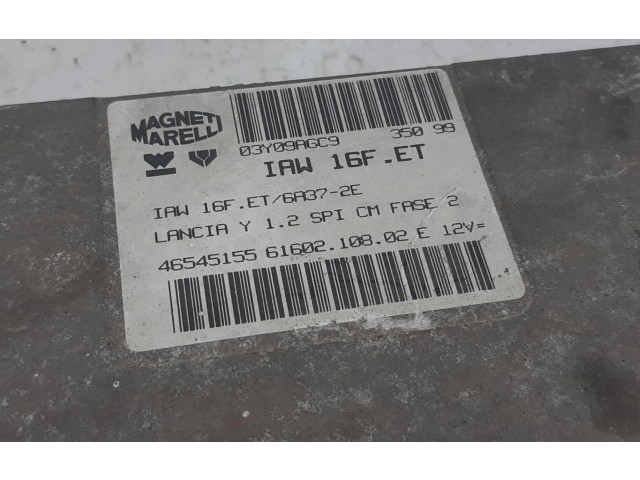 MAGNETI
MARELLI
03Y09AGC9 350 99
IAW 16F.ET
IAW 16F.ET/6A37-2E
LANCIA Y 1.2 SPI CM FASE 2
46545155 61602.108.02 E 12V=